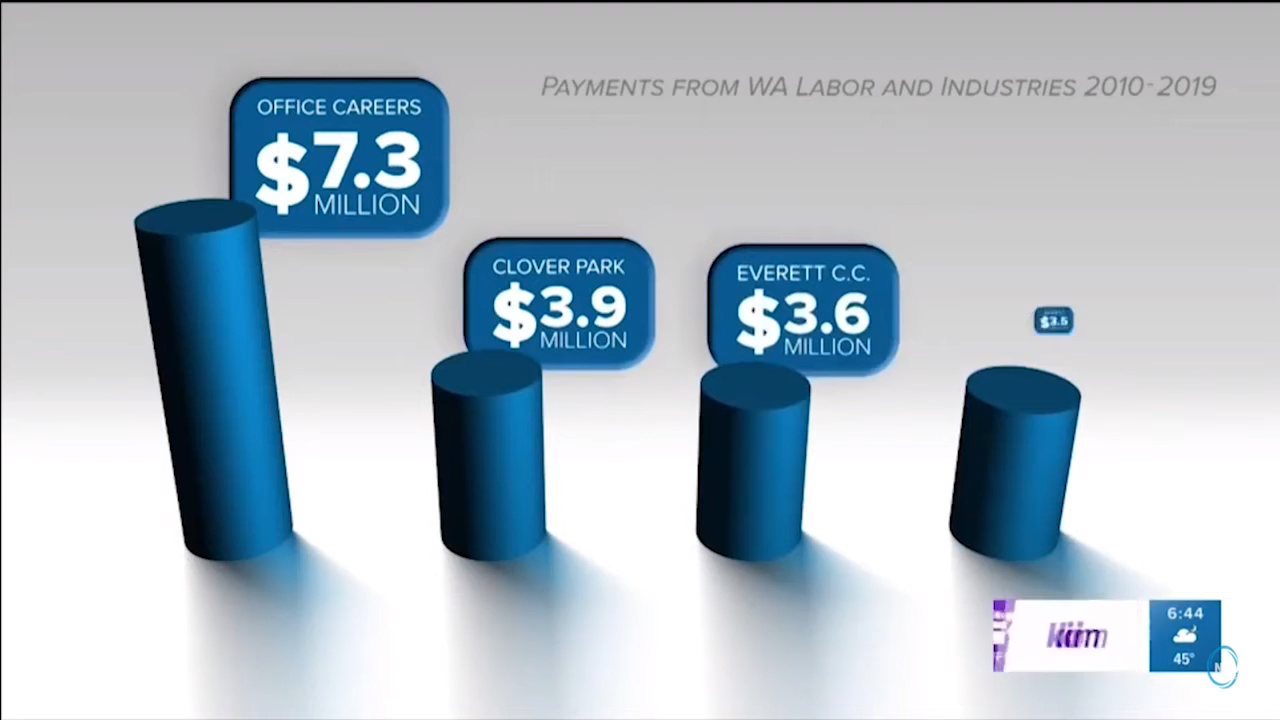 PAYMENTS FROM WA LABOR AND INDUSTRIES 2010-2019
OFFICE CAREERS
$7.3
MILLION
CLOVER PARK
$3.9
MILLION
EVERETT C.C.
$3.6
MILLION
$3.5
6:44
45°